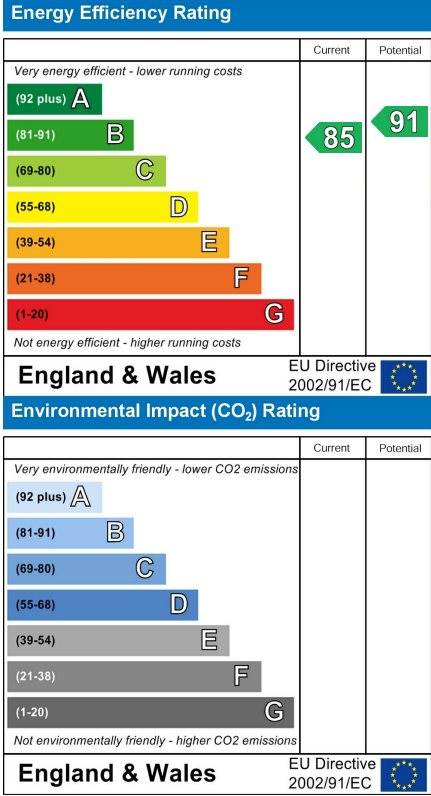 Energy Efficiency Rating
Current Potential
Very energy efficient - lower running costs
(92 plus) A
(81-91) B
(69-80) C
(55-68) D
(39-54) E
(21-38) F
(1-20) G
85
91
Not energy efficient - higher running costs
England & Wales
EU Directive
2002/91/EC
Environmental Impact (CO₂) Rating
Current Potential
Very environmentally friendly - lower CO2 emissions
(92 plus) A
(81-91) B
(69-80) C
(55-68) D
(39-54) E
(21-38) F
(1-20) G
Not environmentally friendly - higher CO2 emissions
England & Wales
EU Directive
2002/91/EC